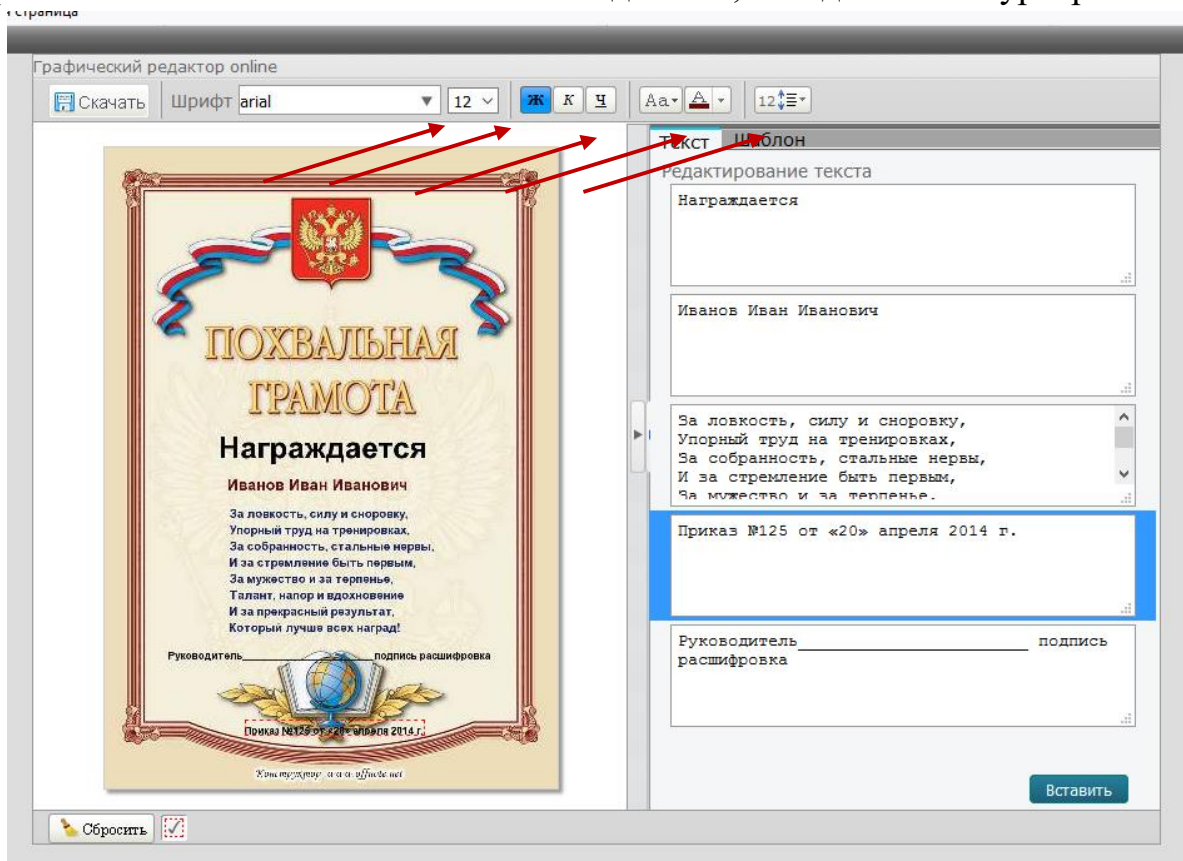 страница
Графический редактор online
Скачать Шрифт arial 12 Ж К Ч Aa A 12
Текст Шаблон
Редактирование текста
ПОХВАЛЬНАЯ
ГРАМОТА
Награждается
Иванов Иван Иванович
За ловкость, силу и сноровку,
Упорный труд на тренировках,
За собранность, стальные нервы,
И за стремление быть первым,
За мужество и за терпенье,
Талант, напор и вдохновение
И за прекрасный результат,
Который лучше всех наград!
Руководитель____________________подпись расшифровка
Приказ №125 от «20» апреля 2014 г.
Награждается
Иванов Иван Иванович
За ловкость, силу и сноровку,
Упорный труд на тренировках,
За собранность, стальные нервы,
И за стремление быть первым,
За мужество и за терпенье,
Приказ №125 от «20» апреля 2014 г.
Руководитель____________________ подпись
расшифровка
Вставить
Сбросить